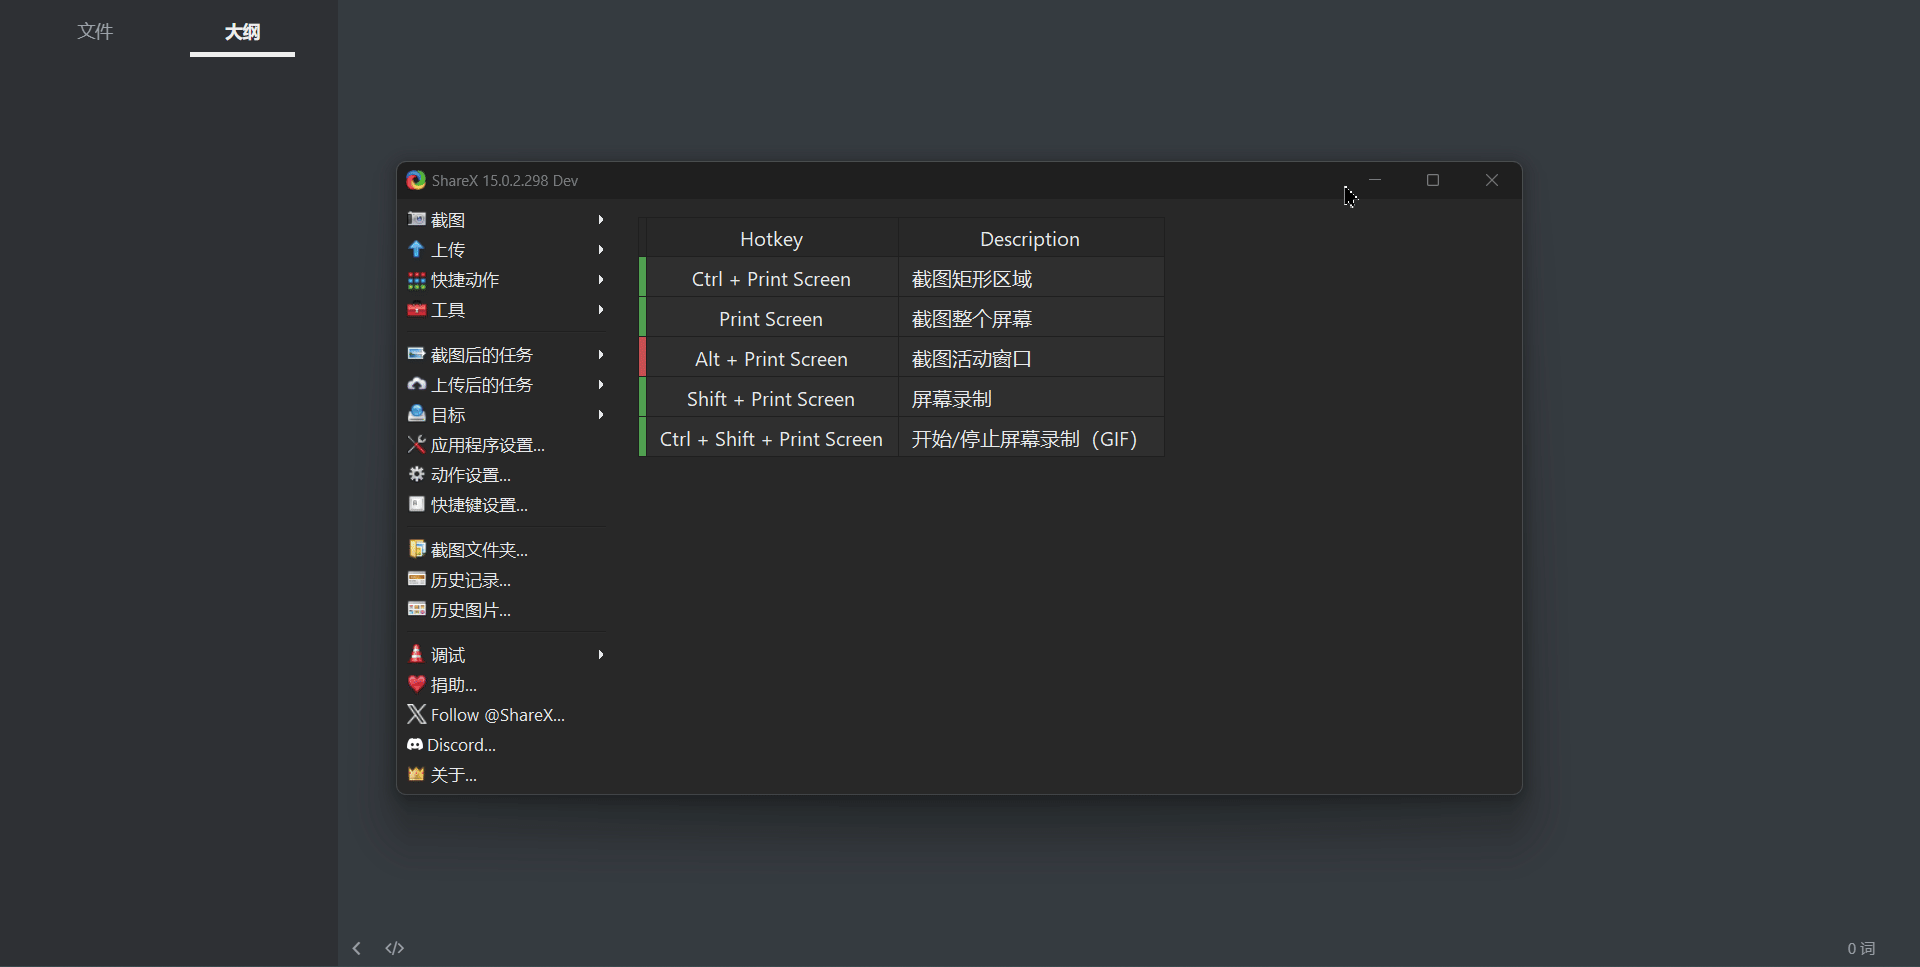 文件
大纲
ShareX 15.0.2.298 Dev
截图
上传
快捷动作
工具
截图后的任务
上传后的任务
目标
应用程序设置...
动作设置...
快捷键设置...
截图文件夹...
历史记录...
历史图片...
调试
捐助...
Follow @ShareX...
Discord...
关于...
Hotkey Description
Ctrl + Print Screen 截图矩形区域
Print Screen 截图整个屏幕
Alt + Print Screen 截图活动窗口
Shift + Print Screen 屏幕录制
Ctrl + Shift + Print Screen 开始/停止屏幕录制（GIF）
0 词